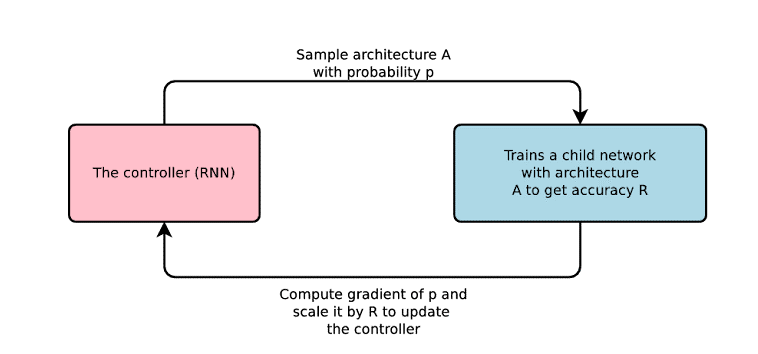 Sample architecture A
with probability p
The controller (RNN)
Trains a child network
with architecture
A to get accuracy R
Compute gradient of p and
scale it by R to update
the controller